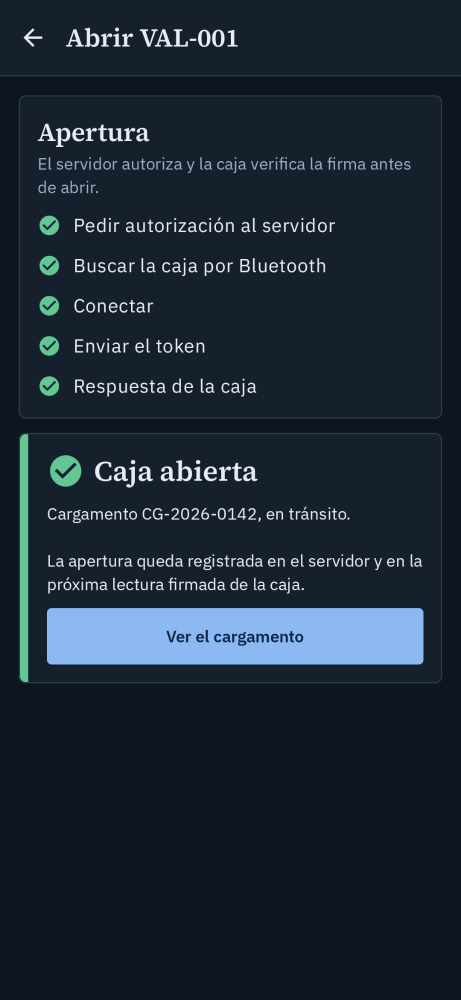 Abrir VAL-001
Apertura
El servidor autoriza y la caja verifica la firma antes
de abrir.
Pedir autorización al servidor
Buscar la caja por Bluetooth
Conectar
Enviar el token
Respuesta de la caja
Caja abierta
Cargamento CG-2026-0142, en tránsito.
La apertura queda registrada en el servidor y en la
próxima lectura firmada de la caja.
Ver el cargamento